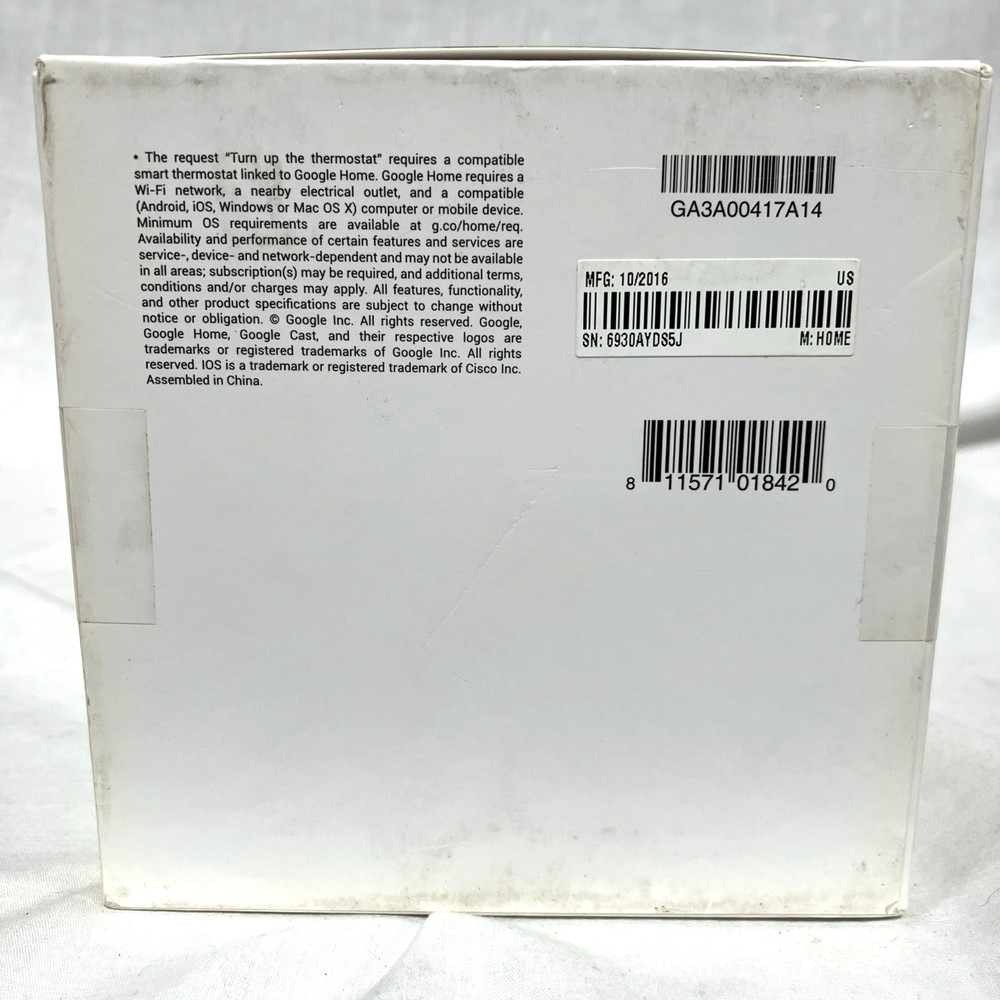 * The request “Turn up the thermostat” requires a compatible
smart thermostat linked to Google Home. Google Home requires a
Wi-Fi network, a nearby electrical outlet, and a compatible
(Android, iOS, Windows or Mac OS X) computer or mobile device.
Minimum OS requirements are available at g.co/home/req.
Availability and performance of certain features and services are
service-, device- and network-dependent and may not be available
in all areas; subscription(s) may be required, and additional terms,
conditions and/or charges may apply. All features, functionality,
and other product specifications are subject to change without
notice or obligation. © Google Inc. All rights reserved. Google,
Google Home, Google Cast, and their respective logos are
trademarks or registered trademarks of Google Inc. All rights
reserved. IOS is a trademark or registered trademark of Cisco Inc.
Assembled in China.
GA3A00417A14
MFG: 10/2016 US
SN: 6930AYDS5J M: HOME
8 11571 01842 0